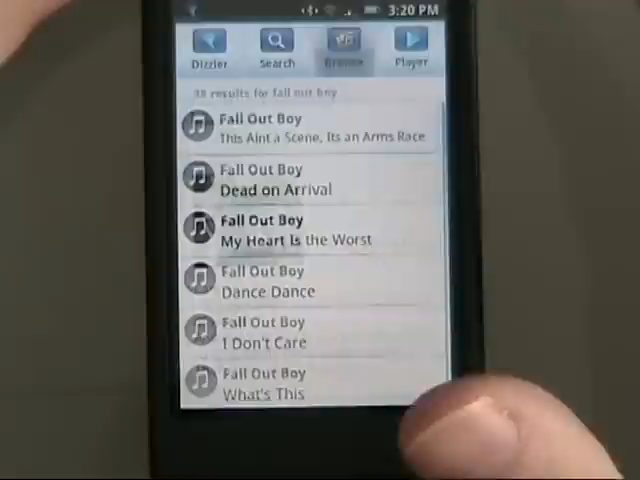 3:20 PM
Dizzler Search Browse Player
38 results for fall out boy
Fall Out Boy
This Aint a Scene, Its an Arms Race
Fall Out Boy
Dead on Arrival
Fall Out Boy
My Heart Is the Worst
Fall Out Boy
Dance Dance
Fall Out Boy
I Don't Care
Fall Out Boy
What's This